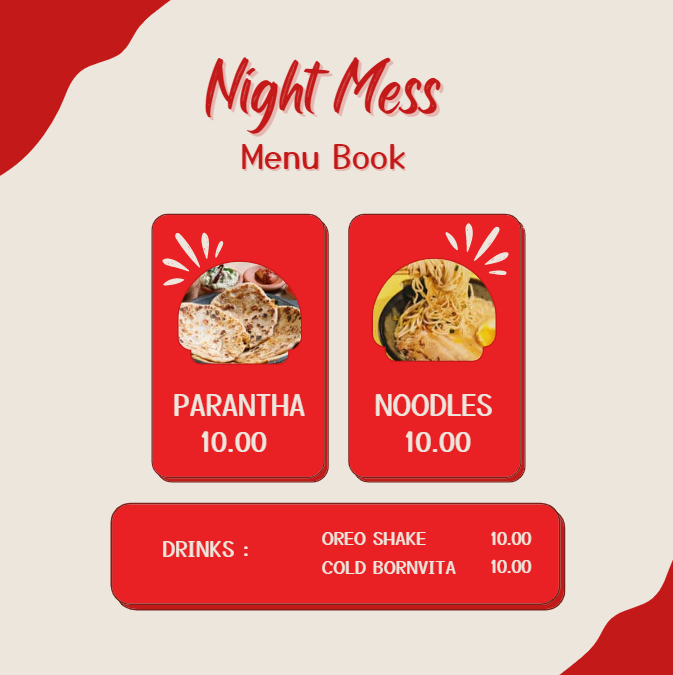 Night Mess
Menu Book
PARANTHA
10.00
NOODLES
10.00
DRINKS :
OREO SHAKE 10.00
COLD BORNVITA 10.00